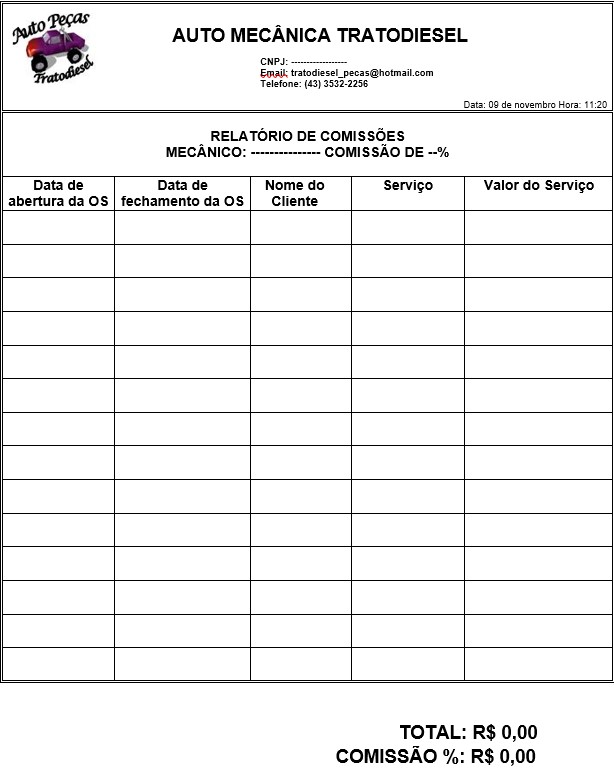 Auto Peças
Tratodiesel
AUTO MECÂNICA TRATODIESEL
CNPJ: ------------------
Email: tratodiesel_pecas@hotmail.com
Telefone: (43) 3532-2256
Data: 09 de novembro Hora: 11:20
RELATÓRIO DE COMISSÕES
MECÂNICO: --------------- COMISSÃO DE --%
Data de
abertura da OS
Data de
fechamento da OS
Nome do
Cliente
Serviço
Valor do Serviço
TOTAL: R$ 0,00
COMISSÃO %: R$ 0,00